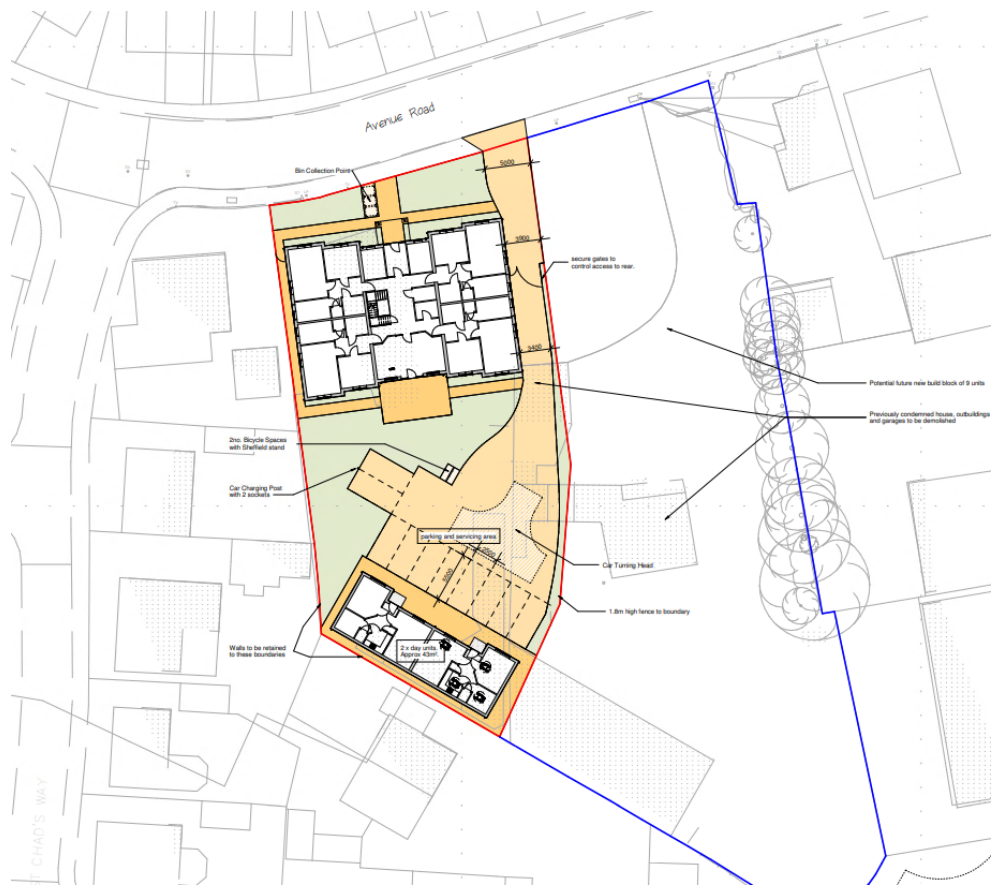 Avenue Road
Bin Collection Point
5000
3900
secure gates to
control access to rear.
3400
Potential future new build block of 9 units
Previously condemned house, outbuildings
and garages to be demolished
2no. Bicycle Spaces
with Sheffield stand
Car Charging Post
with 2 sockets
parking and servicing area
2500
5000
Car Turning Head
1.8m high fence to boundary
Walls to be retained
to these boundaries
2 x day units.
Approx 43m².
CHAD'S WAY